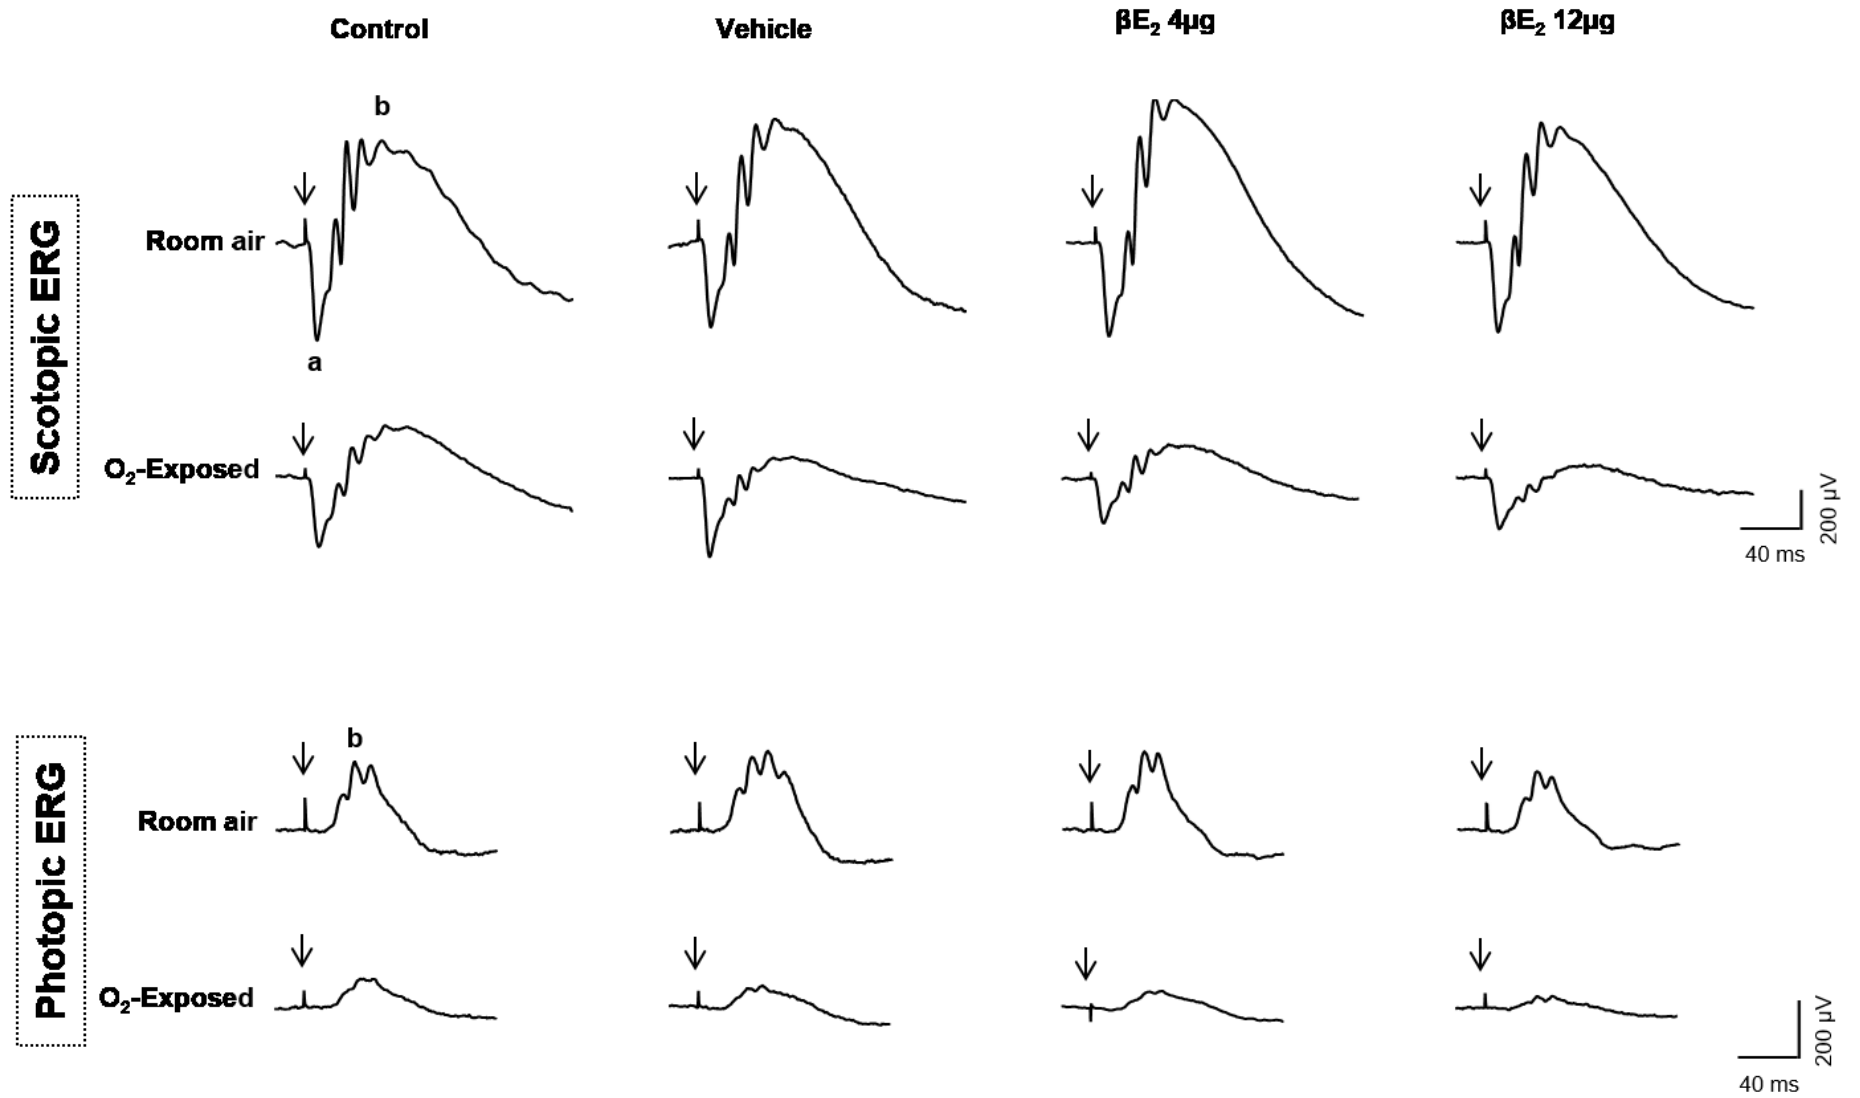 Control Vehicle βE₂ 4µg βE₂ 12µg
b
Scotopic ERG
Room air
a
O₂-Exposed
200 µV
40 ms
b
Photopic ERG
Room air
O₂-Exposed
200 µV
40 ms